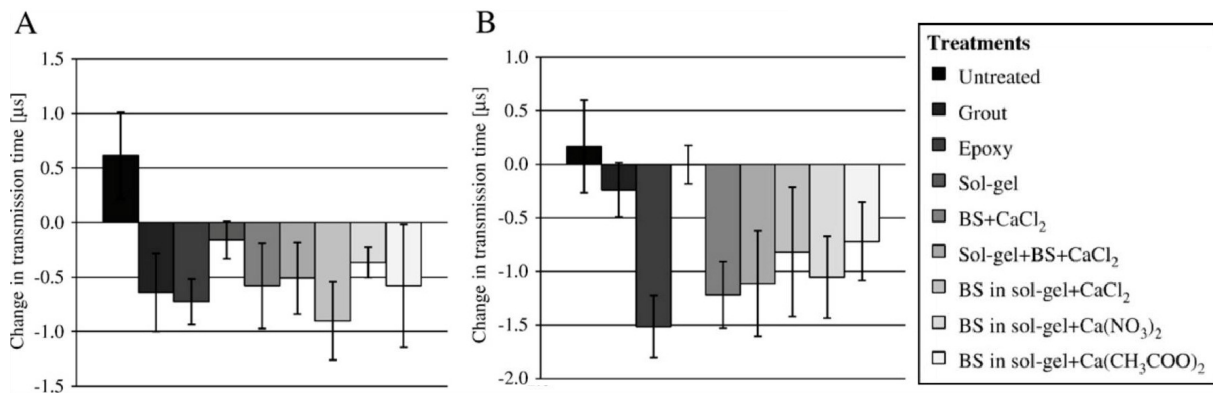 A
Change in transmission time [µs]
1.5
1.0
0.5
0.0
-0.5
-1.0
-1.5
B
Change in transmission time [µs]
1.0
0.5
0.0
-0.5
-1.0
-1.5
-2.0
Treatments
Untreated
Grout
Epoxy
Sol-gel
BS+CaCl₂
Sol-gel+BS+CaCl₂
BS in sol-gel+CaCl₂
BS in sol-gel+Ca(NO₃)₂
BS in sol-gel+Ca(CH₃COO)₂